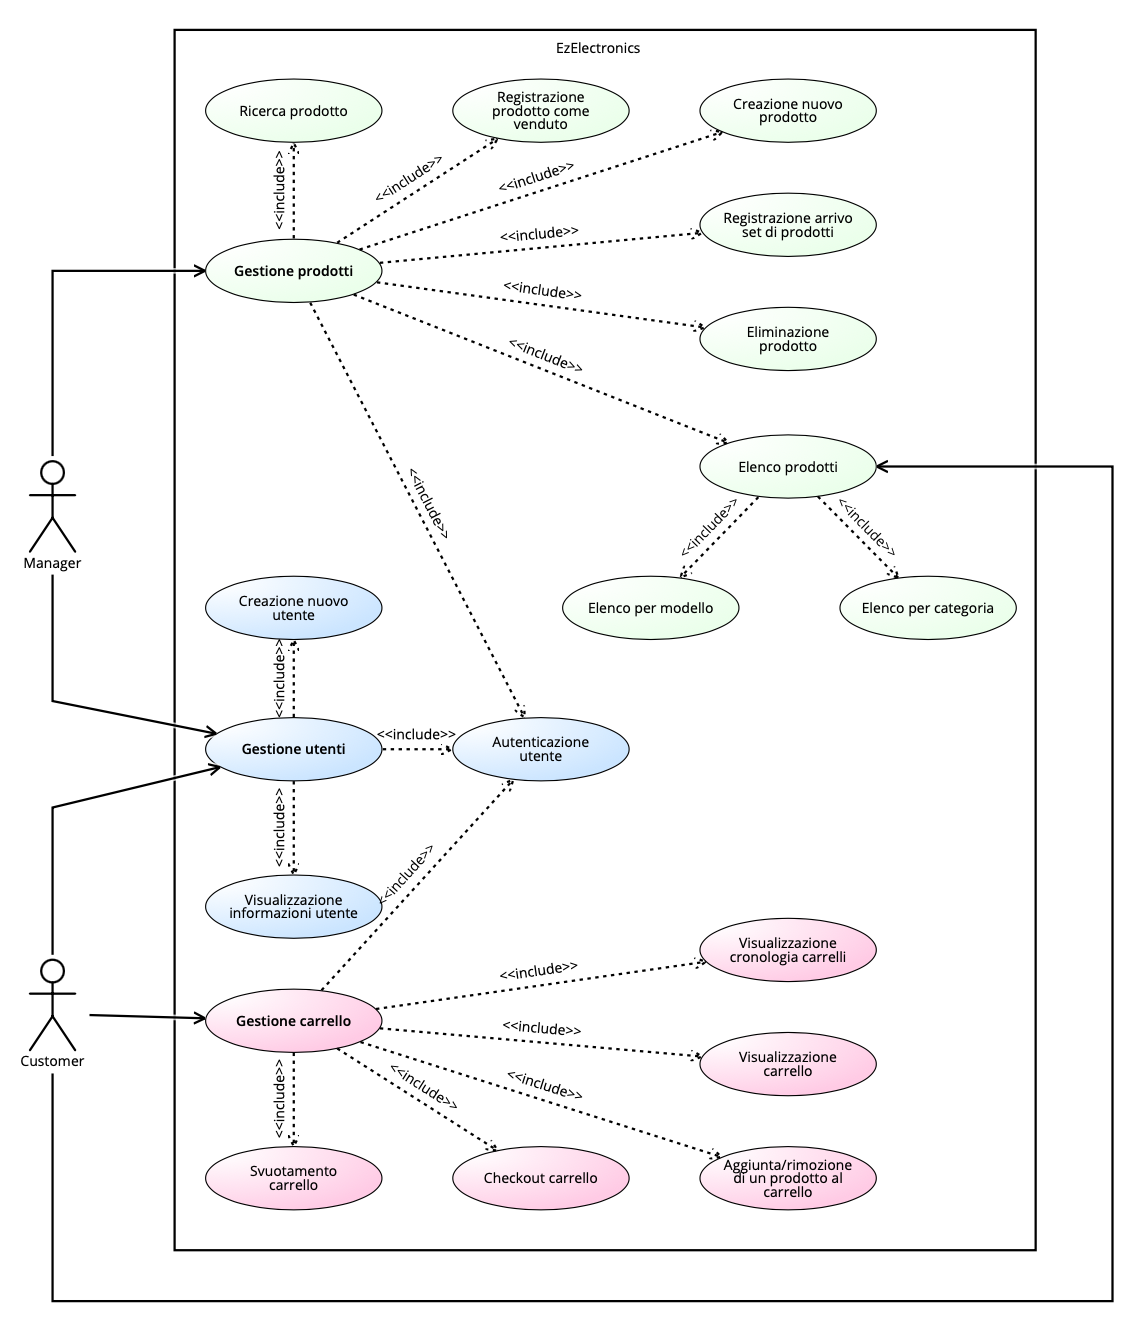 EzElectronics
Ricerca prodotto
Registrazione
prodotto come
venduto
Creazione nuovo
prodotto
<<include>>
<<include>>
<<include>>
Registrazione arrivo
set di prodotti
<<include>>
Gestione prodotti
<<include>>
Eliminazione
prodotto
<<include>>
Elenco prodotti
<<include>>
<<include>>
<<include>>
Manager
Creazione nuovo
utente
Elenco per modello
Elenco per categoria
<<include>>
Gestione utenti
<<include>>
Autenticazione
utente
<<include>>
<<include>>
Visualizzazione
informazioni utente
Visualizzazione
cronologia carrelli
<<include>>
Gestione carrello
<<include>>
Customer
Visualizzazione
carrello
<<include>>
<<include>>
<<include>>
Svuotamento
carrello
Checkout carrello
Aggiunta/rimozione
di un prodotto al
carrello